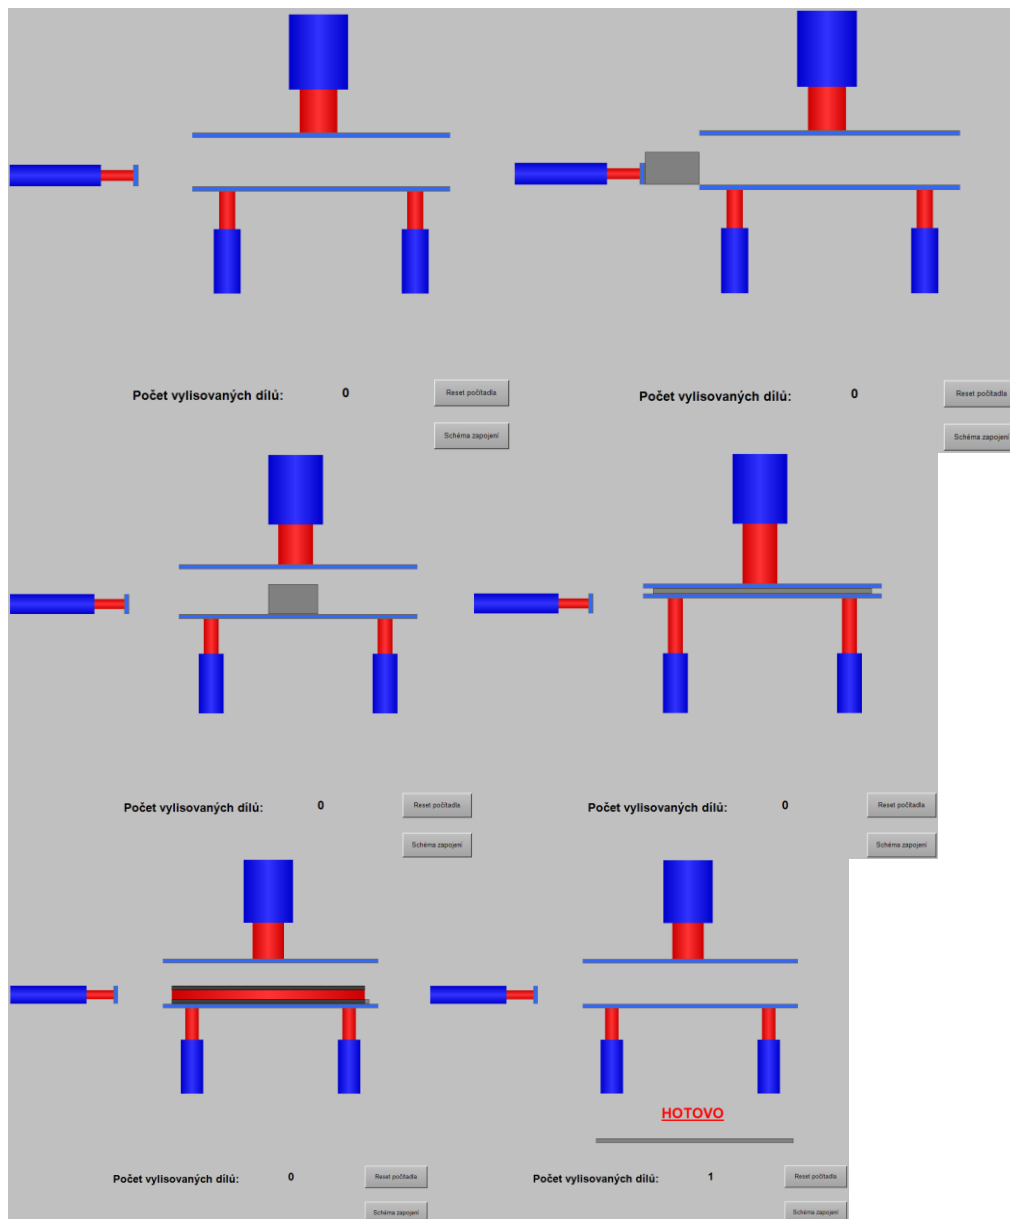 Počet vylisovaných dílů: 0 Reset počítadla
Schéma zapojení
Počet vylisovaných dílů: 0 Reset počítadla
Schéma zapojení
Počet vylisovaných dílů: 0 Reset počítadla
Schéma zapojení
Počet vylisovaných dílů: 0 Reset počítadla
Schéma zapojení
Počet vylisovaných dílů: 0 Reset počítadla
Schéma zapojení
HOTOVO
Počet vylisovaných dílů: 1 Reset počítadla
Schéma zapojení